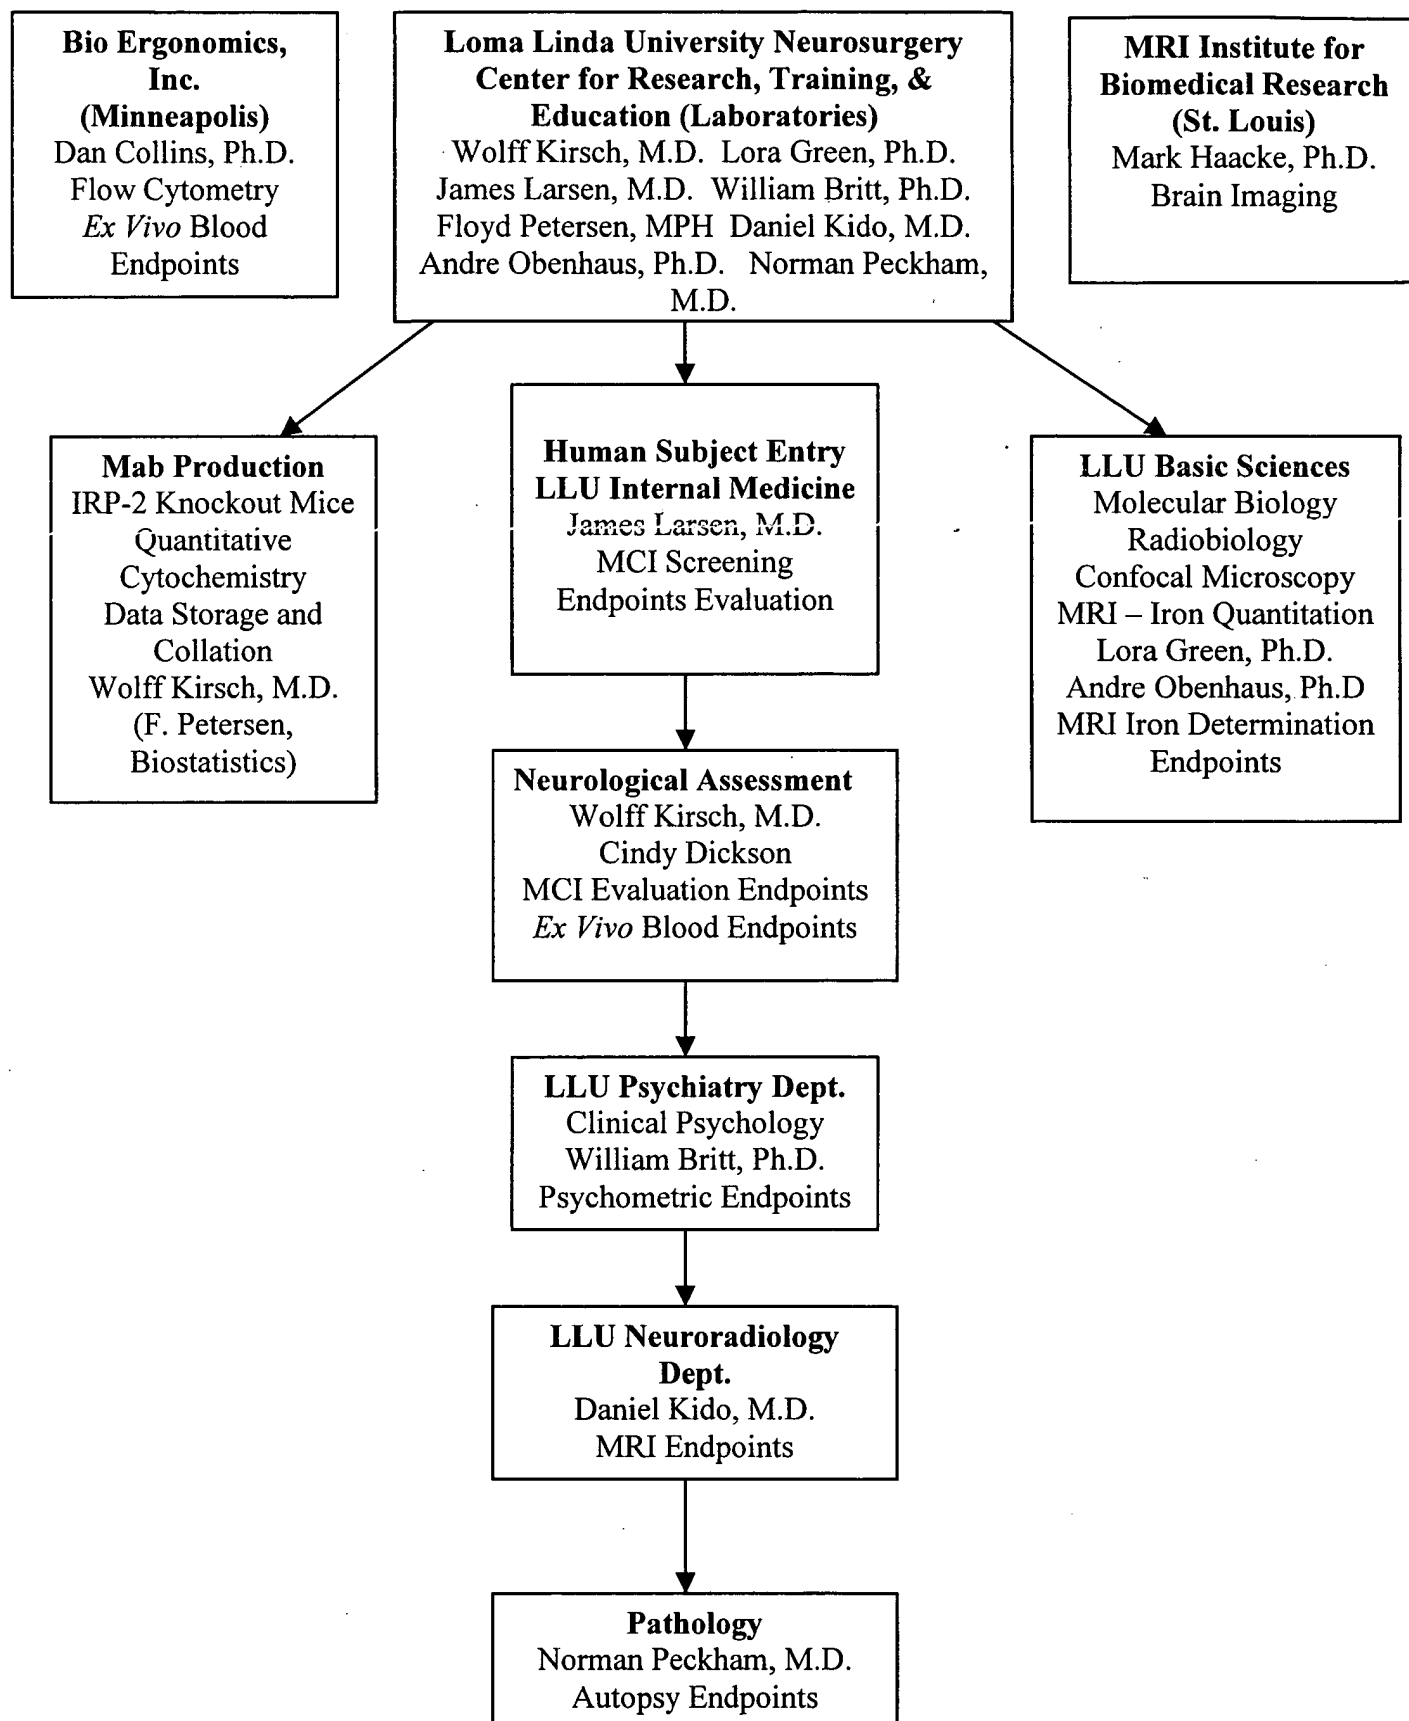 Bio Ergonomics,
Inc.
(Minneapolis)
Dan Collins, Ph.D.
Flow Cytometry
Ex Vivo Blood
Endpoints
Loma Linda University Neurosurgery
Center for Research, Training, &
Education (Laboratories)
Wolff Kirsch, M.D. Lora Green, Ph.D.
James Larsen, M.D. William Britt, Ph.D.
Floyd Petersen, MPH Daniel Kido, M.D.
Andre Obenhaus, Ph.D. Norman Peckham,
M.D.
MRI Institute for
Biomedical Research
(St. Louis)
Mark Haacke, Ph.D.
Brain Imaging
Mab Production
IRP-2 Knockout Mice
Quantitative
Cytochemistry
Data Storage and
Collation
Wolff Kirsch, M.D.
(F. Petersen,
Biostatistics)
Human Subject Entry
LLU Internal Medicine
James Larsen, M.D.
MCI Screening
Endpoints Evaluation
LLU Basic Sciences
Molecular Biology
Radiobiology
Confocal Microscopy
MRI – Iron Quantitation
Lora Green, Ph.D.
Andre Obenhaus, Ph.D
MRI Iron Determination
Endpoints
Neurological Assessment
Wolff Kirsch, M.D.
Cindy Dickson
MCI Evaluation Endpoints
Ex Vivo Blood Endpoints
LLU Psychiatry Dept.
Clinical Psychology
William Britt, Ph.D.
Psychometric Endpoints
LLU Neuroradiology
Dept.
Daniel Kido, M.D.
MRI Endpoints
Pathology
Norman Peckham, M.D.
Autopsy Endpoints